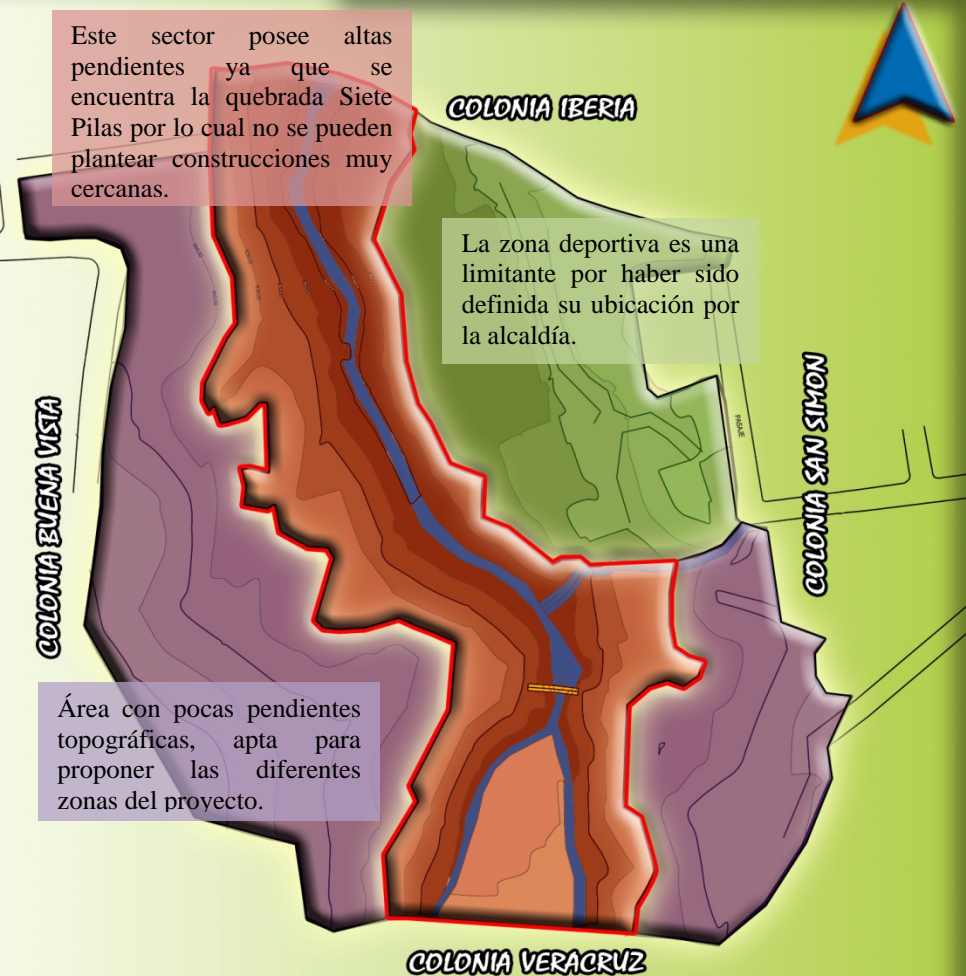 Este sector posee altas
pendientes ya que se
encuentra la quebrada Siete
Pilas por lo cual no se pueden
plantear construcciones muy
cercanas.
COLONIA IBERIA
La zona deportiva es una
limitante por haber sido
definida su ubicación por
la alcaldía.
COLONIA BUENA VISTA
COLONIA SAN SIMON
PASAJE
Área con pocas pendientes
topográficas, apta para
proponer las diferentes
zonas del proyecto.
COLONIA VERACRUZ